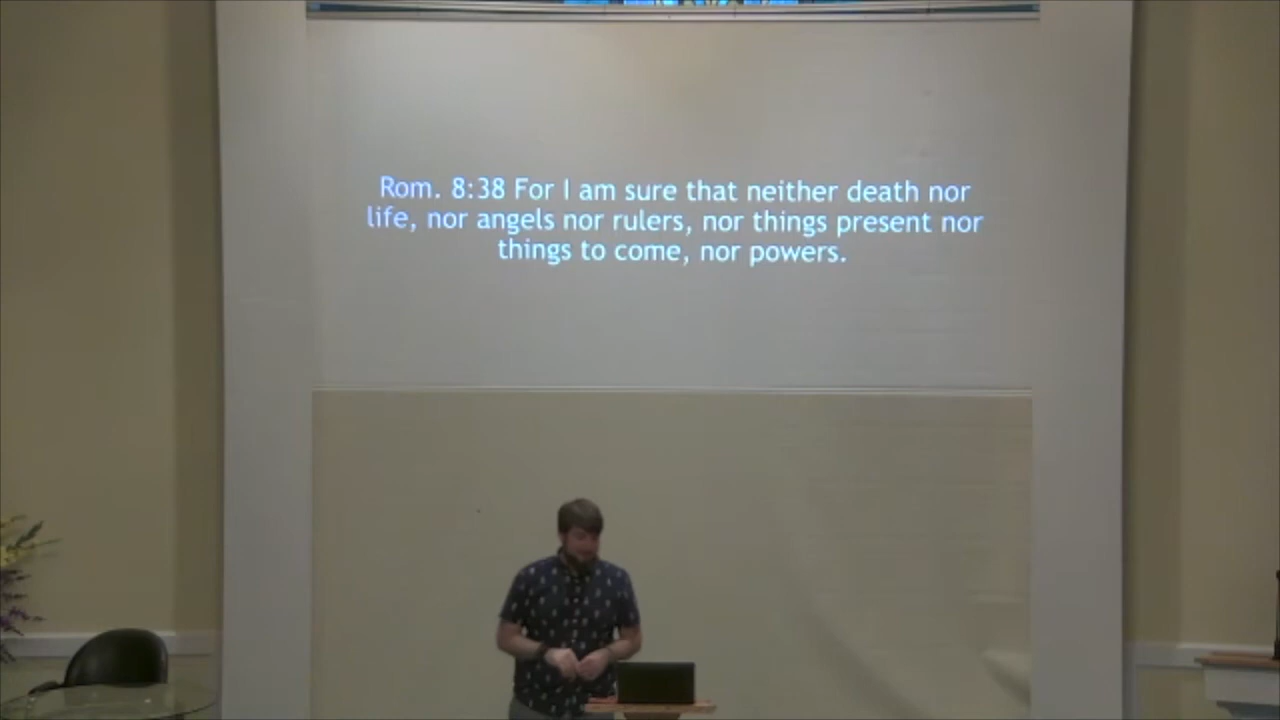 Rom. 8:38 For I am sure that neither death nor
life, nor angels nor rulers, nor things present nor
things to come, nor powers.